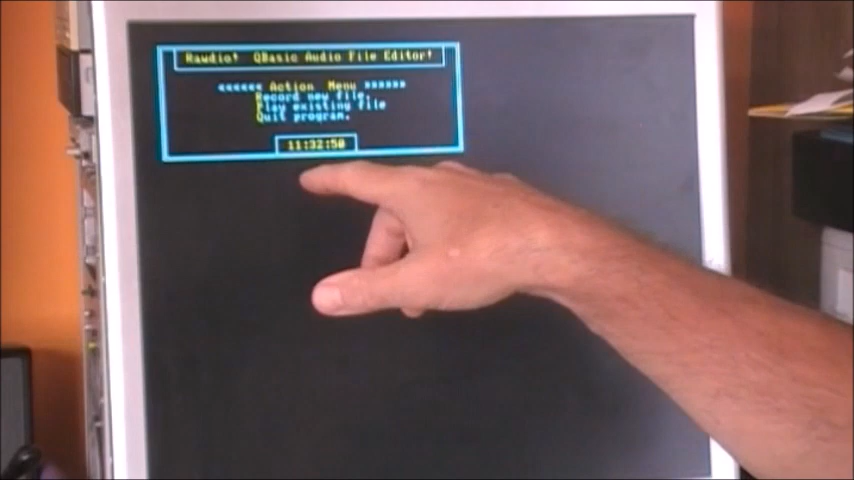 Rawdio! QBasic Audio File Editor!
«««««« Action Menu »»»»»»
Record new file.
Play existing file
Quit program.
11:32:50